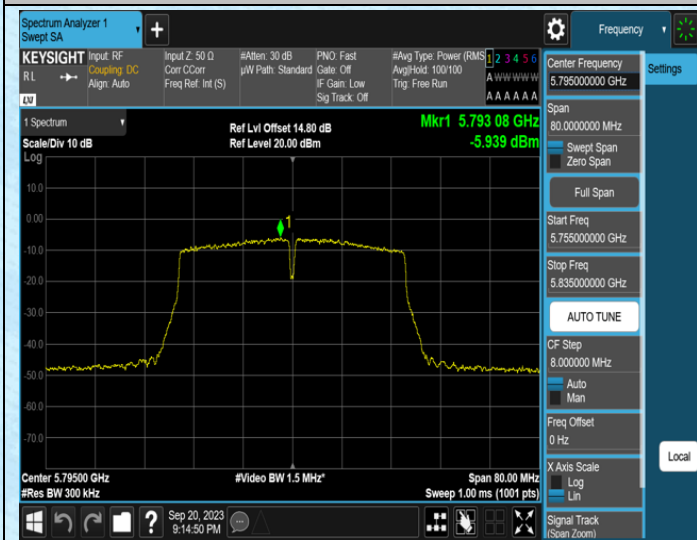 Spectrum Analyzer 1
Swept SA
Frequency
KEYSIGHT
RL
Input: RF
Coupling: DC
Align: Auto
Input Z: 50 Ω
Corr CCorr
Freq Ref: Int (S)
#Atten: 30 dB
µW Path: Standard
PNO: Fast
Gate: Off
IF Gain: Low
Sig Track: Off
#Avg Type: Power (RMS
Avg|Hold: 100/100
Trig: Free Run
1 2 3 4 5 6
A W W W W W
A A A A A A
1 Spectrum
Scale/Div 10 dB
Log
Ref Lvl Offset 14.80 dB
Ref Level 20.00 dBm
Mkr1 5.793 08 GHz
-5.939 dBm
1
10.0
0.00
-10.0
-20.0
-30.0
-40.0
-50.0
-60.0
-70.0
Center 5.79500 GHz
#Res BW 300 kHz
#Video BW 1.5 MHz*
Span 80.00 MHz
Sweep 1.00 ms (1001 pts)
?
Sep 20, 2023
9:14:50 PM
Center Frequency
5.795000000 GHz
Span
80.0000000 MHz
Swept Span
Zero Span
Full Span
Start Freq
5.755000000 GHz
Stop Freq
5.835000000 GHz
AUTO TUNE
CF Step
8.000000 MHz
Auto
Man
Freq Offset
0 Hz
X Axis Scale
Log
Lin
Signal Track
(Span Zoom)
Settings
Local